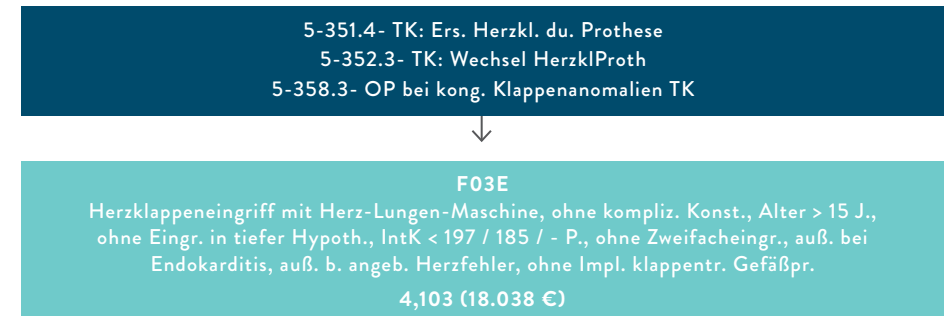 5-351.4- TK: Ers. Herzkl. du. Prothese
5-352.3- TK: Wechsel HerzklProth
5-358.3- OP bei kong. Klappenanomalien TK
F03E
Herzklappeneingriff mit Herz-Lungen-Maschine, ohne kompliz. Konst., Alter > 15 J.,
ohne Eingr. in tiefer Hypoth., IntK < 197 / 185 / - P., ohne Zweifacheingr., auß. bei
Endokarditis, auß. b. angeb. Herzfehler, ohne Impl. klappentr. Gefäßpr.
4,103 (18.038 €)